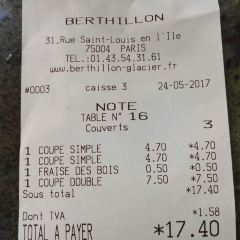 BERTHILLON
31,Rue Saint-Louis en l'Ile
75004 PARIS
TEL:01.43.54.31.61
www.berthillon-glacier.fr
#0003 caisse 3 24-05-2017
NOTE
TABLE N° 16
Couverts 3
1 COUPE SIMPLE 4.70 *4.70
1 COUPE SIMPLE 4.70 *4.70
1 FRAISE DES BOIS 0.50 *0.50
1 COUPE DOUBLE 7.50 *7.50
Sous total *17.40
Dont TVA *1.58
TOTAL A PAYER *17.40